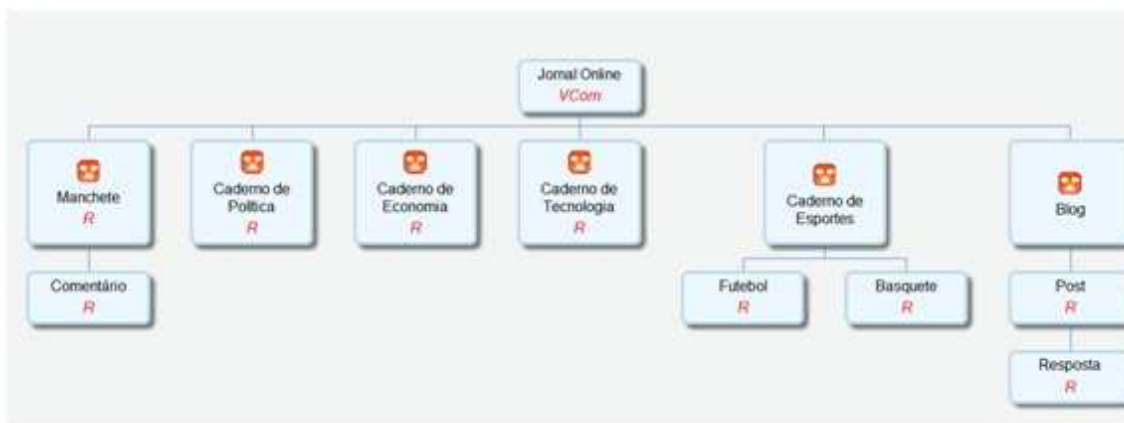 Jornal Online
VCom
Manchete
R
Caderno de
Política
R
Caderno de
Economia
R
Caderno de
Tecnologia
R
Caderno de
Esportes
Blog
Comentário
R
Futebol
R
Basquete
R
Post
R
Resposta
R